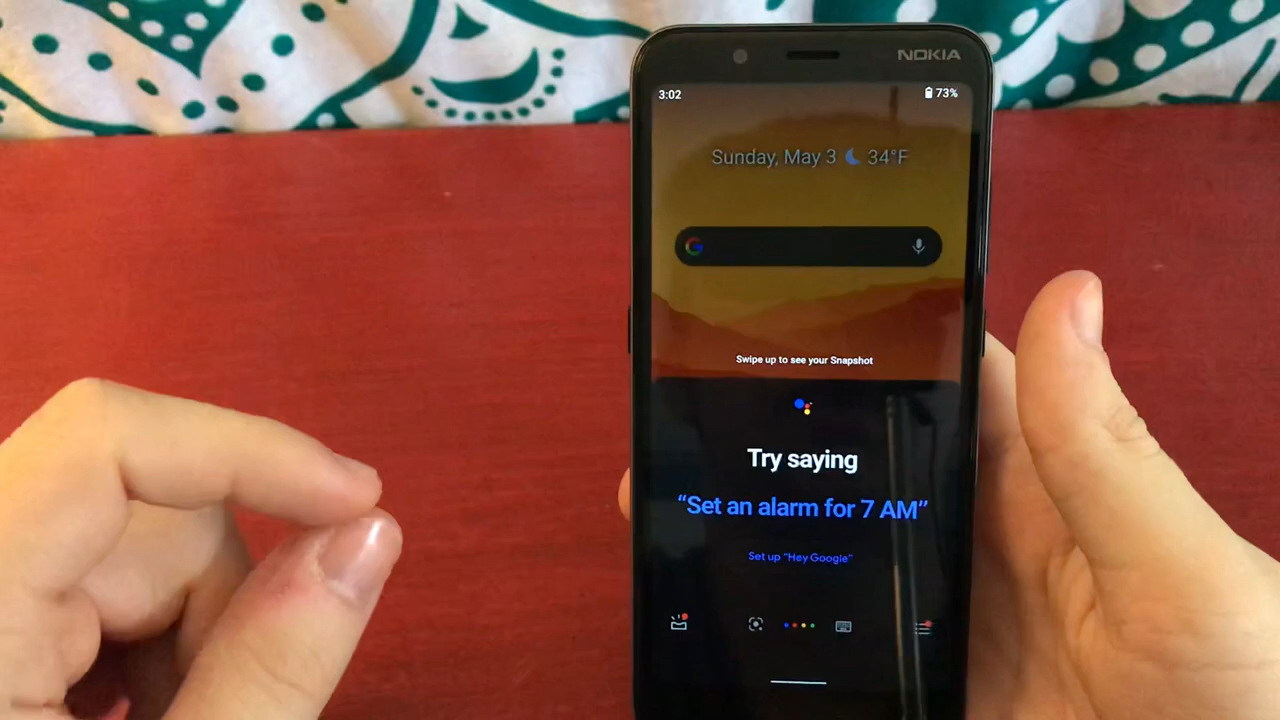 NOKIA
3:02 73%
Sunday, May 3 34°F
Swipe up to see your Snapshot
Try saying
“Set an alarm for 7 AM”
Set up "Hey Google"